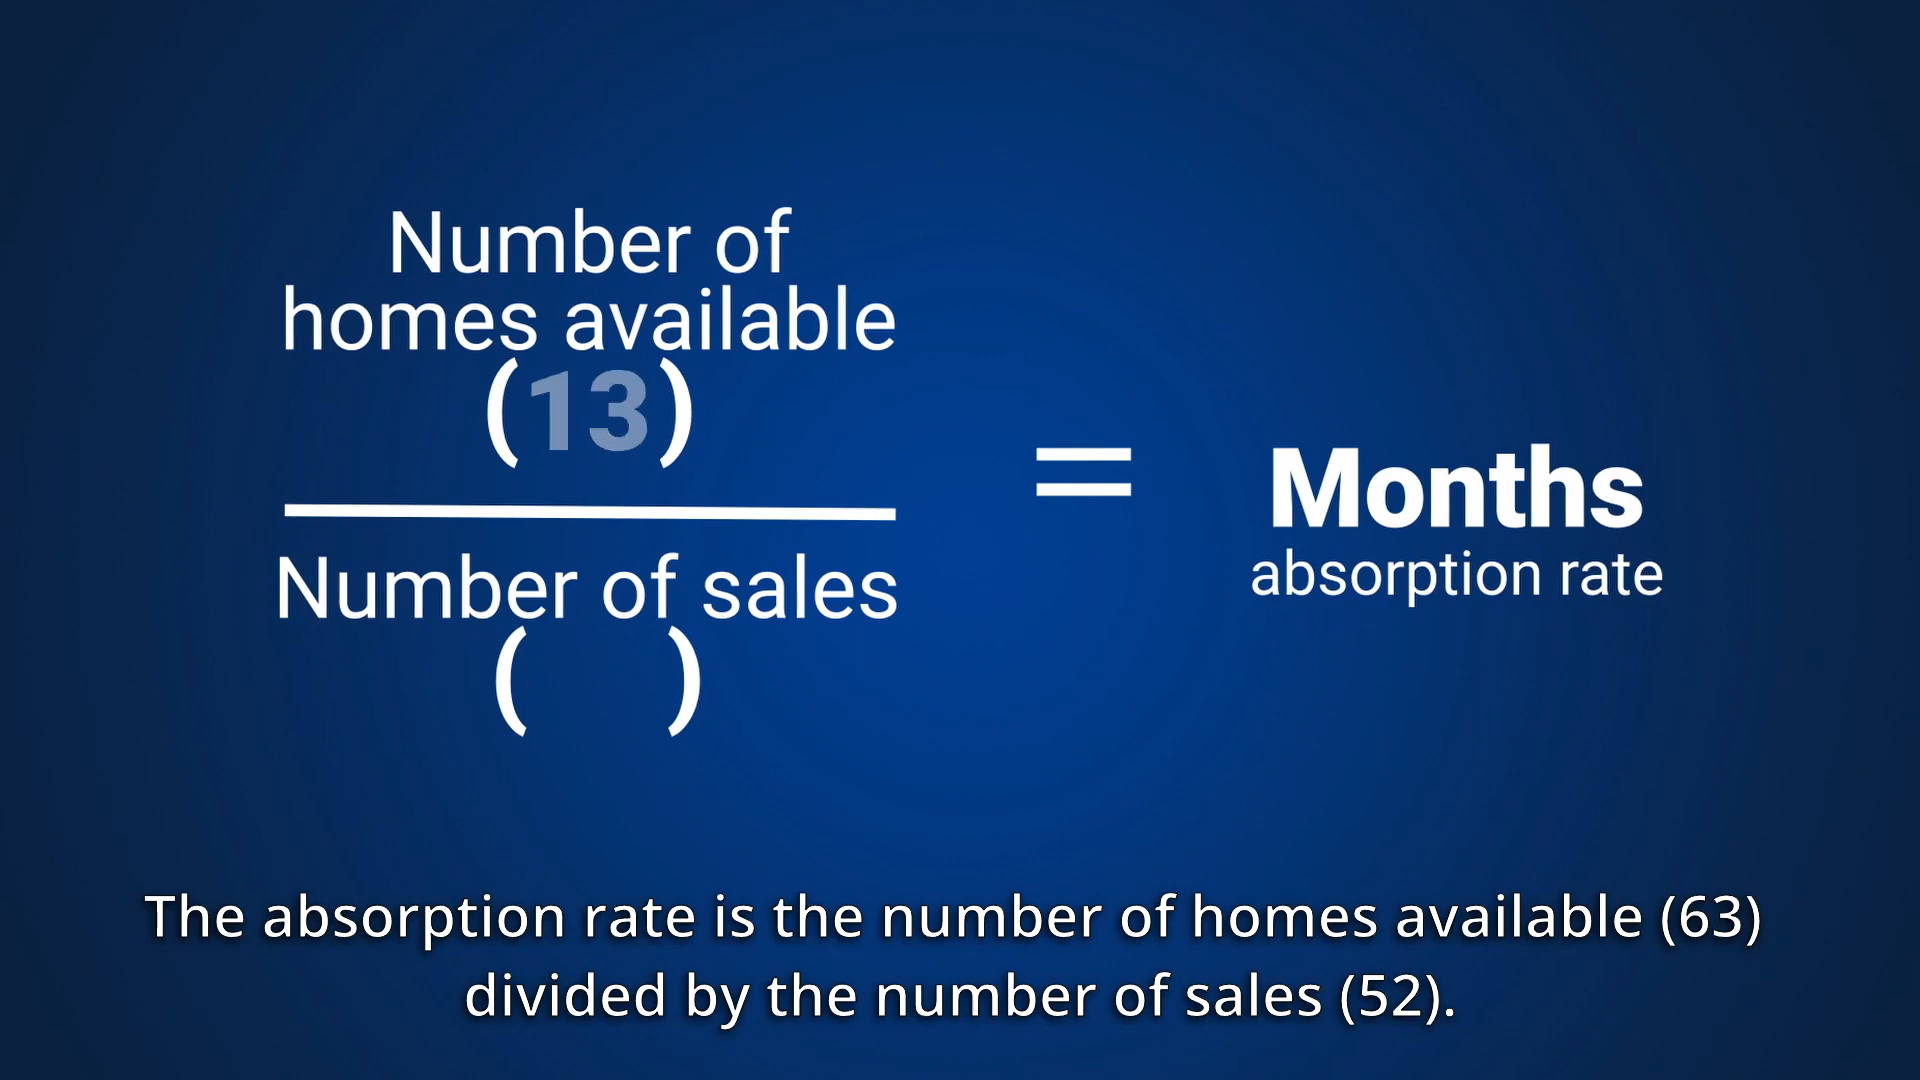 Number of
homes available
(13)
Number of sales
( )
=
Months
absorption rate
The absorption rate is the number of homes available (63)
divided by the number of sales (52).